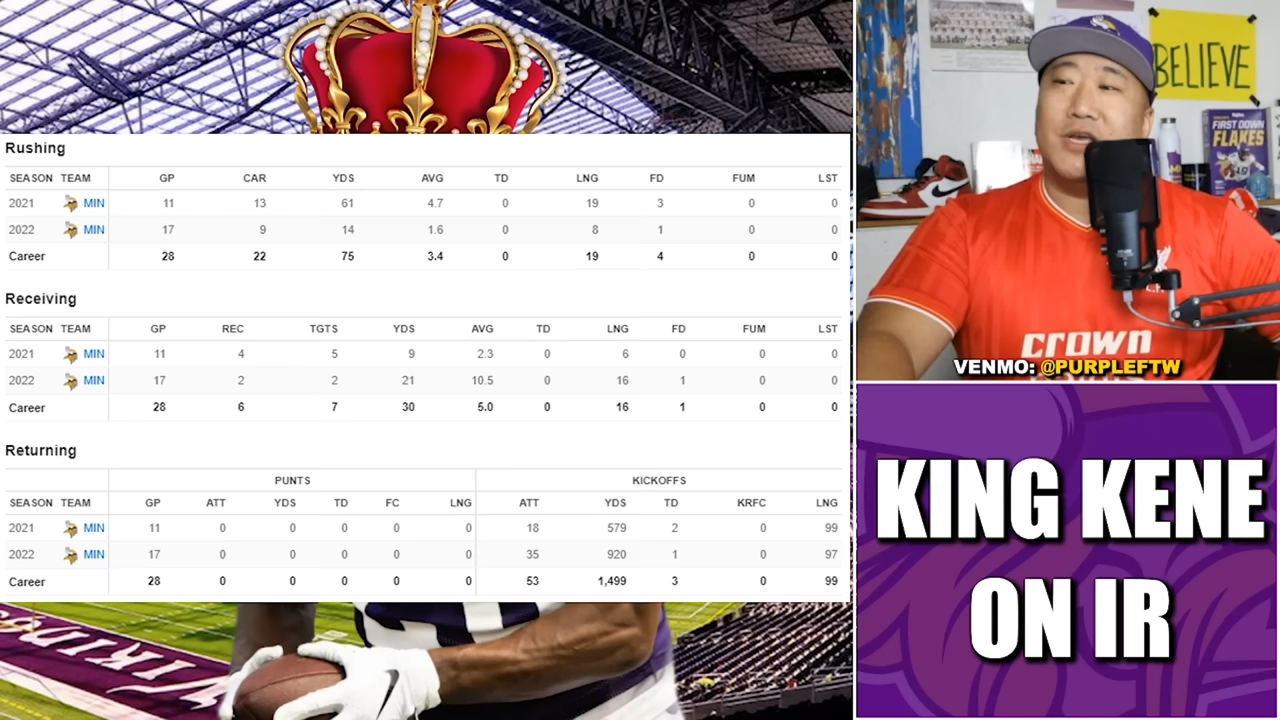 Rushing
SEASON TEAM GP CAR YDS AVG TD LNG FD FUM LST
2021 MIN 11 13 61 4.7 0 19 3 0 0
2022 MIN 17 9 14 1.6 0 8 1 0 0
Career 28 22 75 3.4 0 19 4 0 0
Receiving
SEASON TEAM GP REC TGTS YDS AVG TD LNG FD FUM LST
2021 MIN 11 4 5 9 2.3 0 6 0 0 0
2022 MIN 17 2 2 21 10.5 0 16 1 0 0
Career 28 6 7 30 5.0 0 16 1 0 0
Returning
PUNTS KICKOFFS
SEASON TEAM GP ATT YDS TD FC LNG ATT YDS TD KRFC LNG
2021 MIN 11 0 0 0 0 0 18 579 2 0 99
2022 MIN 17 0 0 0 0 0 35 920 1 0 97
Career 28 0 0 0 0 0 53 1,499 3 0 99
BELIEVE
FIRST DOWN
FLAKES
crown
VENMO: @PURPLEFTW
KING KENE
ON IR